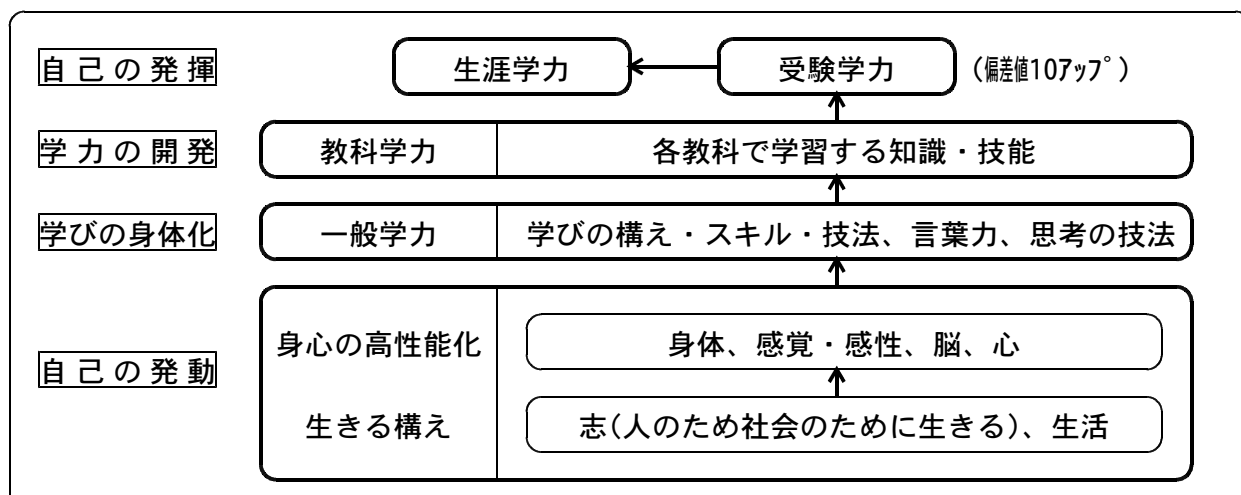 自己の発揮 生涯学力 受験学力 (偏差値10アップ)
学力の開発 教科学力 各教科で学習する知識・技能
学びの身体化 一般学力 学びの構え・スキル・技法、言葉力、思考の技法
身心の高性能化 身体、感覚・感性、脳、心
自己の発動
生きる構え 志(人のため社会のために生きる)、生活